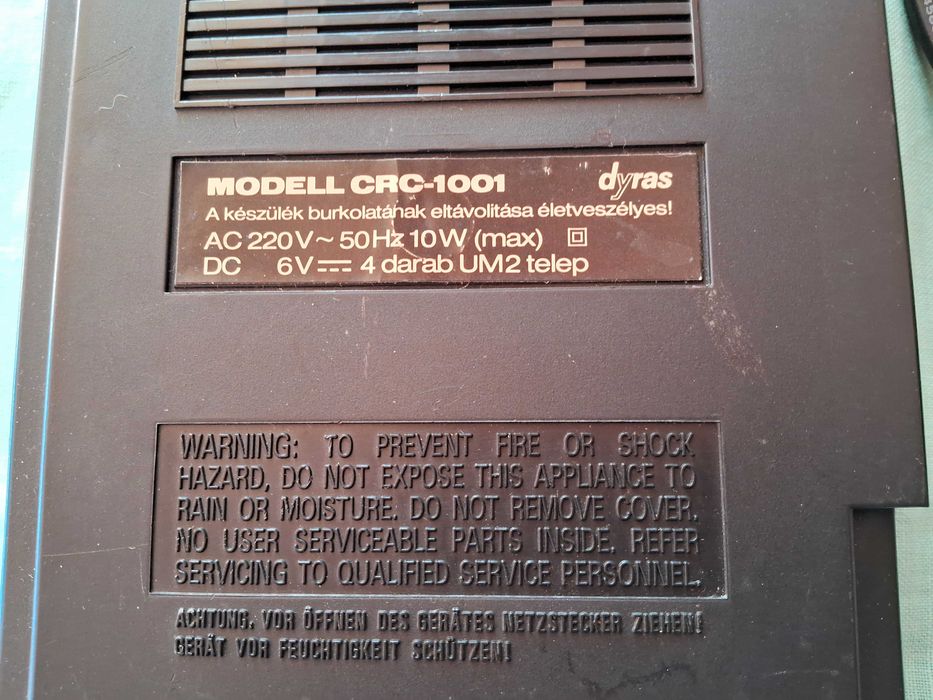 MODELL CRC-1001 dyras
A készülék burkolatának eltávolitása életveszélyes!
AC 220V~ 50Hz 10W (max)
DC 6V⎓ 4 darab UM2 telep
WARNING: TO PREVENT FIRE OR SHOCK
HAZARD, DO NOT EXPOSE THIS APPLIANCE TO
RAIN OR MOISTURE. DO NOT REMOVE COVER.
NO USER SERVICEABLE PARTS INSIDE. REFER
SERVICING TO QUALIFIED SERVICE PERSONNEL.
ACHTUNG. VOR ÖFFNEN DES GERÄTES NETZSTECKER ZIEHEN!
GERÄT VOR FEUCHTIGKEIT SCHÜTZEN!